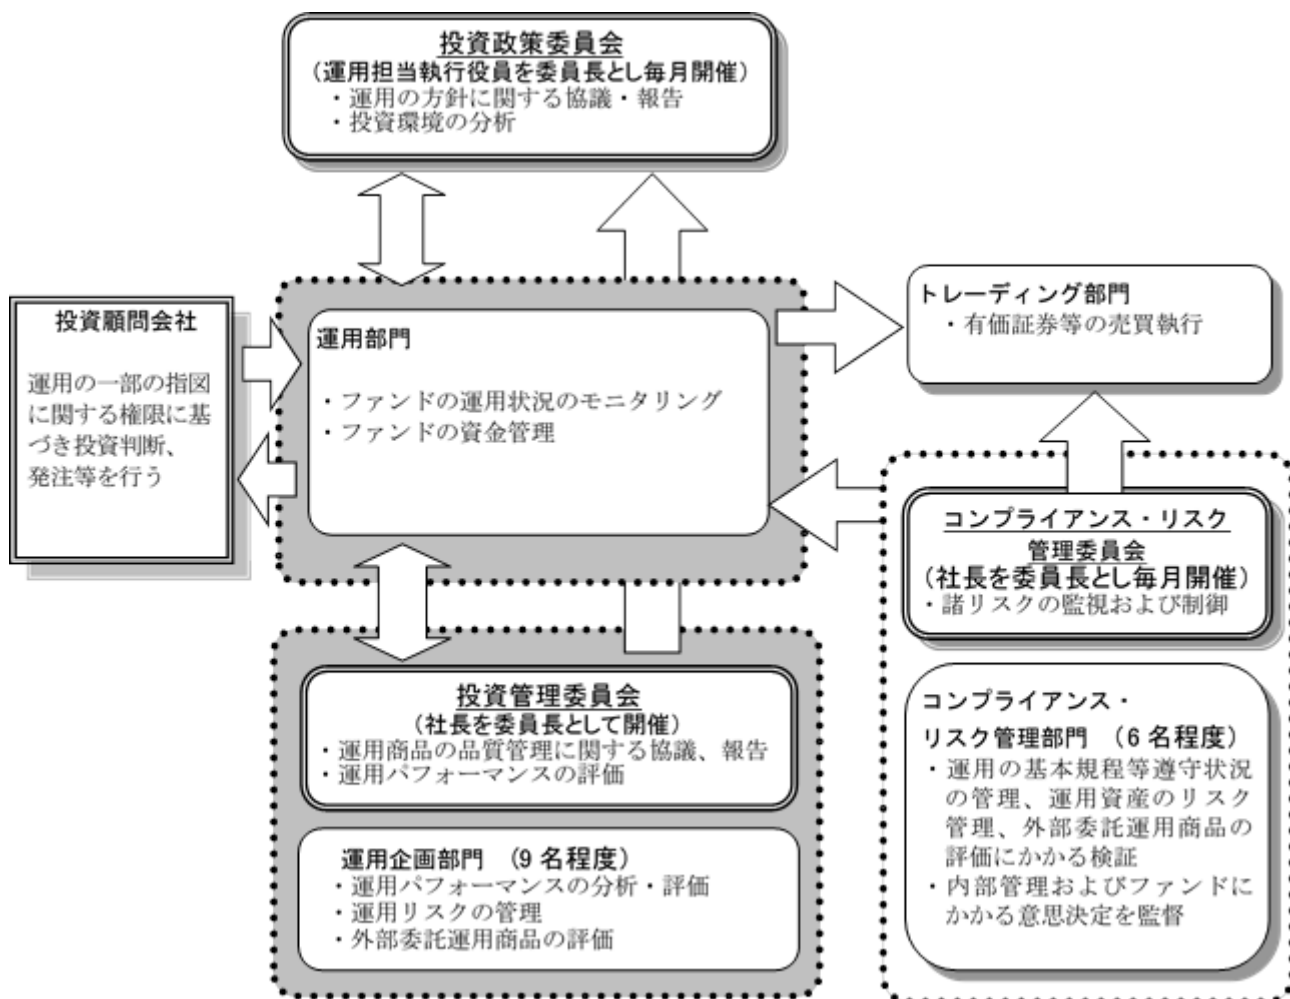 投資政策委員会
（運用担当執行役員を委員長とし毎月開催）
・運用の方針に関する協議・報告
・投資環境の分析
投資顧問会社
運用の一部の指図
に関する権限に基
づき投資判断、
発注等を行う
運用部門
・ファンドの運用状況のモニタリング
・ファンドの資金管理
トレーディング部門
・有価証券等の売買執行
コンプライアンス・リスク
管理委員会
（社長を委員長とし毎月開催）
・諸リスクの監視および制御
投資管理委員会
（社長を委員長として開催）
・運用商品の品質管理に関する協議、報告
・運用パフォーマンスの評価
運用企画部門 （9名程度）
・運用パフォーマンスの分析・評価
・運用リスクの管理
・外部委託運用商品の評価
コンプライアンス・
リスク管理部門 （6名程度）
・運用の基本規程等遵守状況
の管理、運用資産のリスク
管理、外部委託運用商品の
評価にかかる検証
・内部管理およびファンドに
かかる意思決定を監督